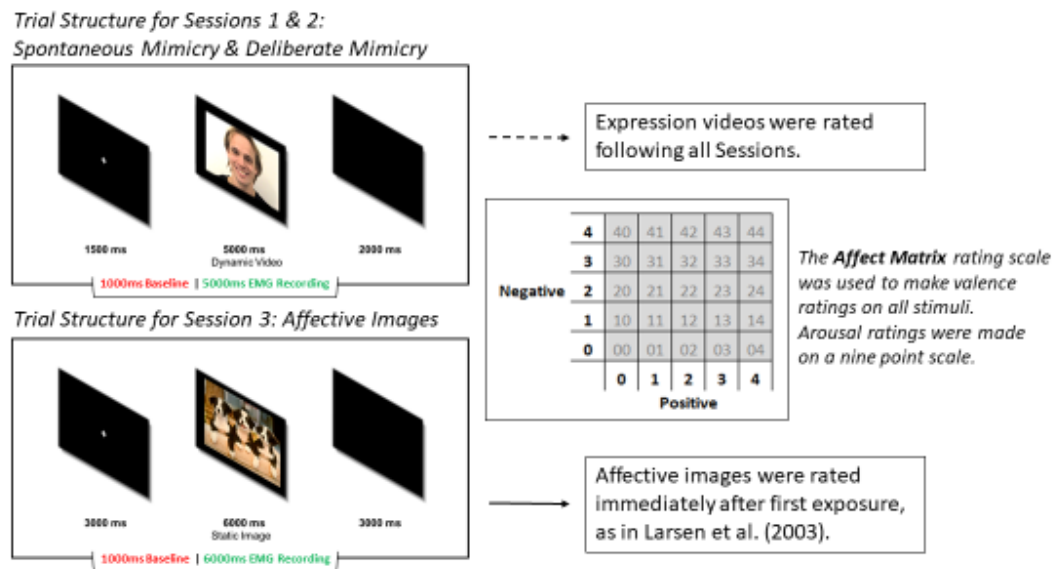 Trial Structure for Sessions 1 & 2:
Spontaneous Mimicry & Deliberate Mimicry
1500 ms
5000 ms
2000 ms
Dynamic Video
1000ms Baseline | 5000ms EMG Recording
Expression videos were rated
following all Sessions.
4 40 41 42 43 44
3 30 31 32 33 34
Negative 2 20 21 22 23 24
1 10 11 12 13 14
0 00 01 02 03 04
0 1 2 3 4
Positive
The Affect Matrix rating scale
was used to make valence
ratings on all stimuli.
Arousal ratings were made
on a nine point scale.
Trial Structure for Session 3: Affective Images
3000 ms
6000 ms
3000 ms
Static Image
1000ms Baseline | 6000ms EMG Recording
Affective images were rated
immediately after first exposure,
as in Larsen et al. (2003).